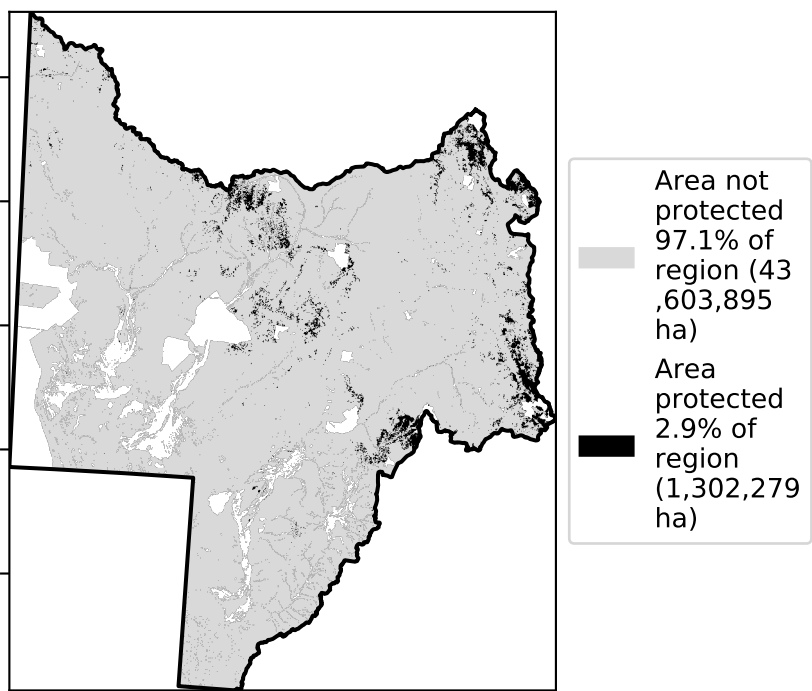 Area not
protected
97.1% of
region (43
,603,895
ha)
Area
protected
2.9% of
region
(1,302,279
ha)